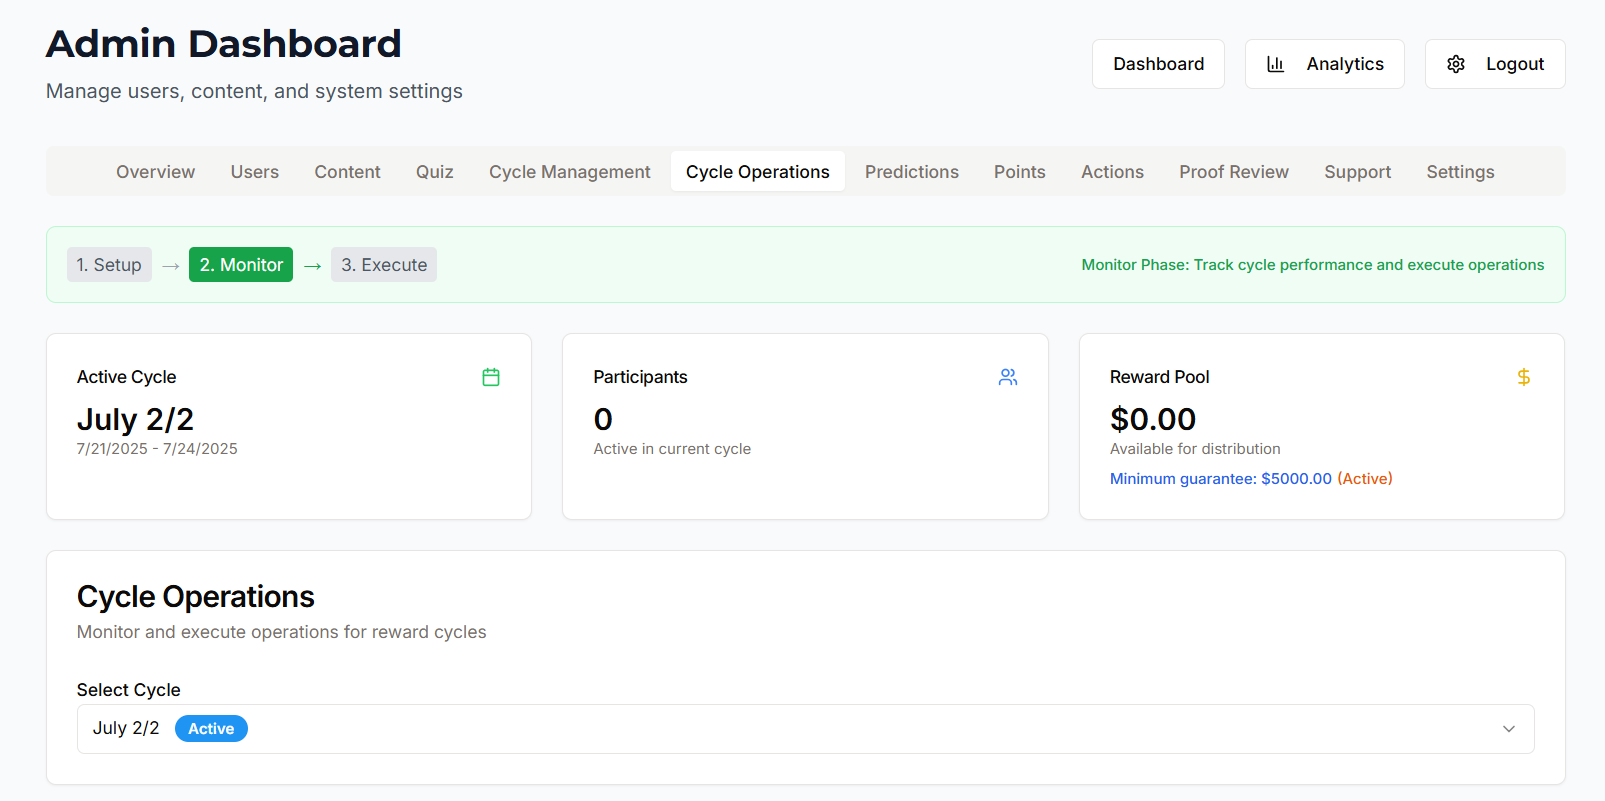 Admin Dashboard
Manage users, content, and system settings
Dashboard
Analytics
Logout
Overview
Users
Content
Quiz
Cycle Management
Cycle Operations
Predictions
Points
Actions
Proof Review
Support
Settings
1. Setup → 2. Monitor → 3. Execute
Monitor Phase: Track cycle performance and execute operations
Active Cycle
July 2/2
7/21/2025 - 7/24/2025
Participants
0
Active in current cycle
Reward Pool
$0.00
Available for distribution
Minimum guarantee: $5000.00 (Active)
Cycle Operations
Monitor and execute operations for reward cycles
Select Cycle
July 2/2 Active